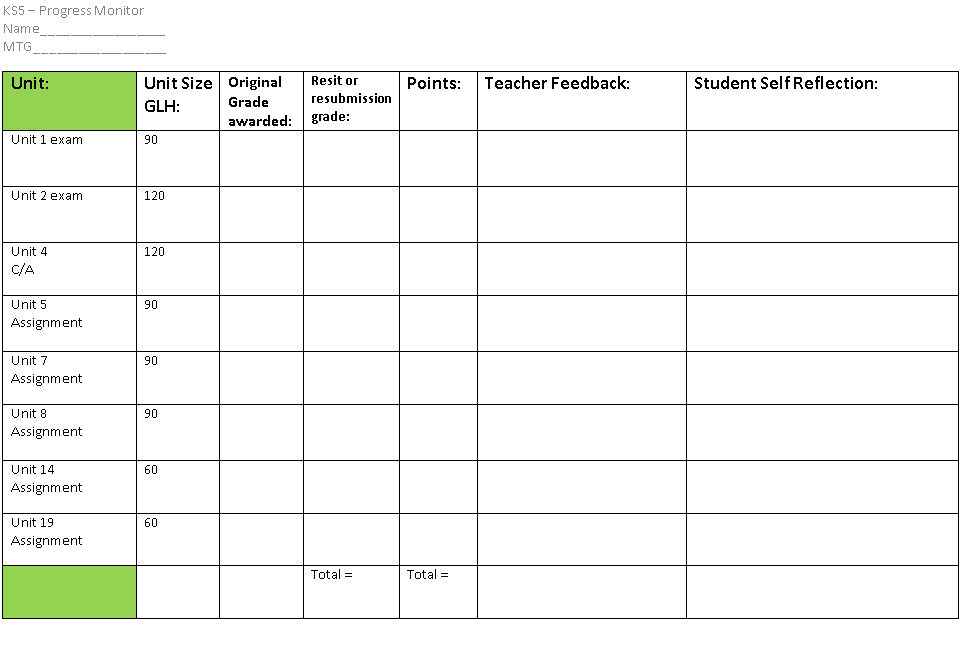 KS5 – Progress Monitor
Name_________________
MTG__________________
Unit:
Unit Size
GLH:
Original
Grade
awarded:
Resit or
resubmission
grade:
Points:
Teacher Feedback:
Student Self Reflection:
Unit 1 exam
90
Unit 2 exam
120
Unit 4
C/A
120
Unit 5
Assignment
90
Unit 7
Assignment
90
Unit 8
Assignment
90
Unit 14
Assignment
60
Unit 19
Assignment
60
Total =
Total =